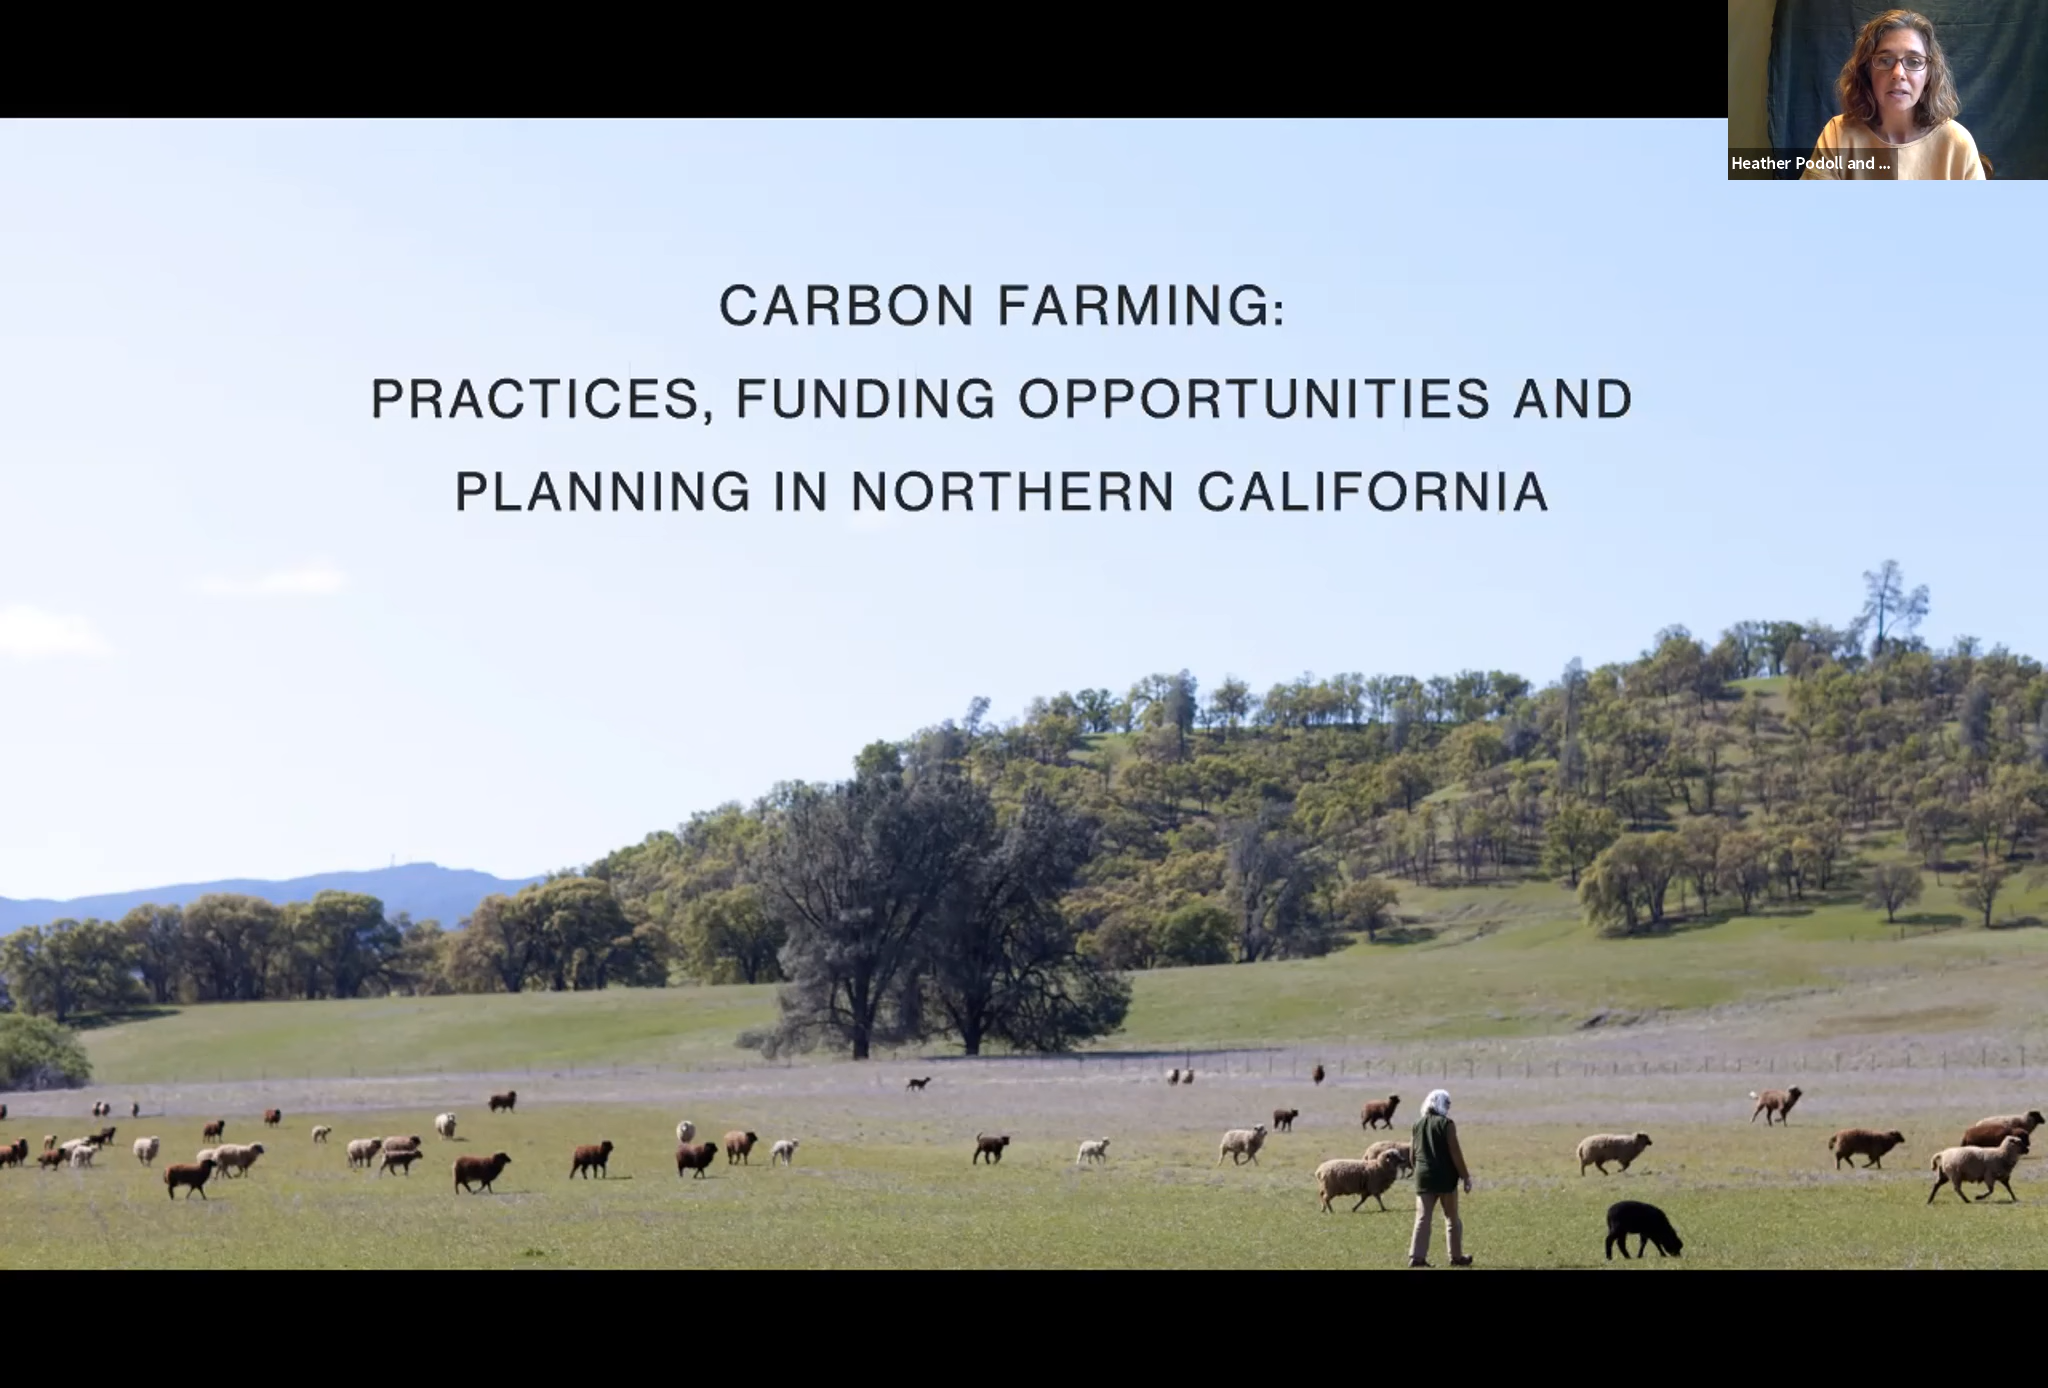 CARBON FARMING:
PRACTICES, FUNDING OPPORTUNITIES AND
PLANNING IN NORTHERN CALIFORNIA
Heather Podoll and ...